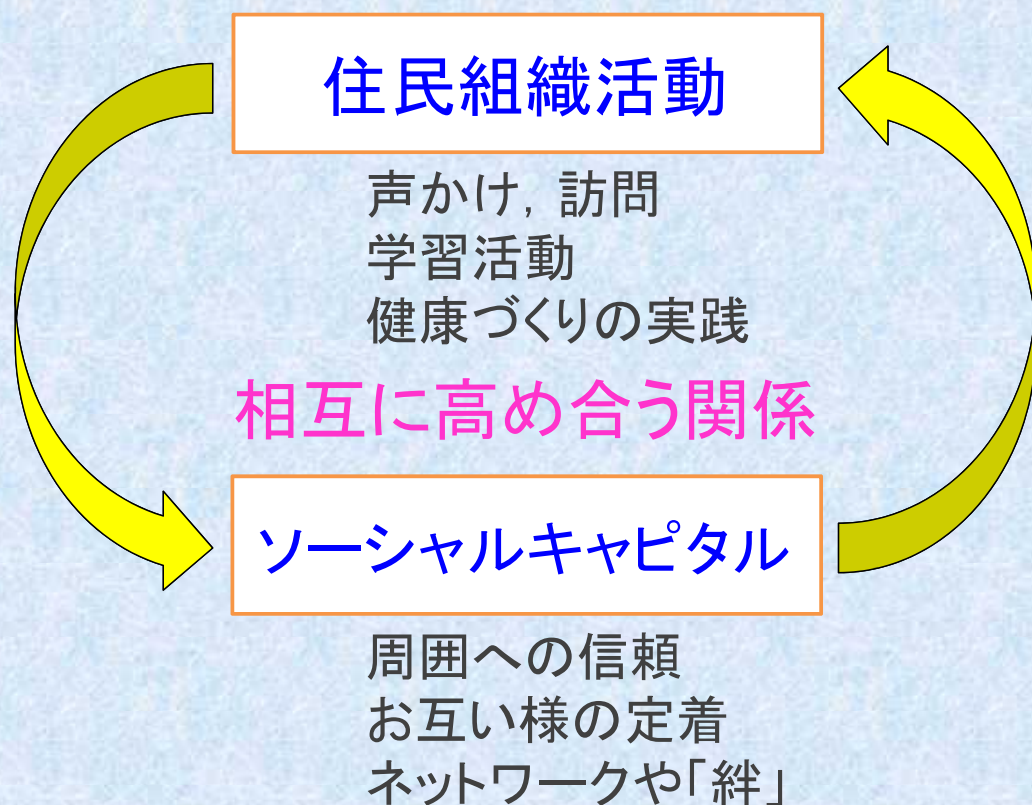 住民組織活動
声かけ, 訪問
学習活動
健康づくりの実践
相互に高め合う関係
ソーシャルキャピタル
周囲への信頼
お互い様の定着
ネットワークや「絆」